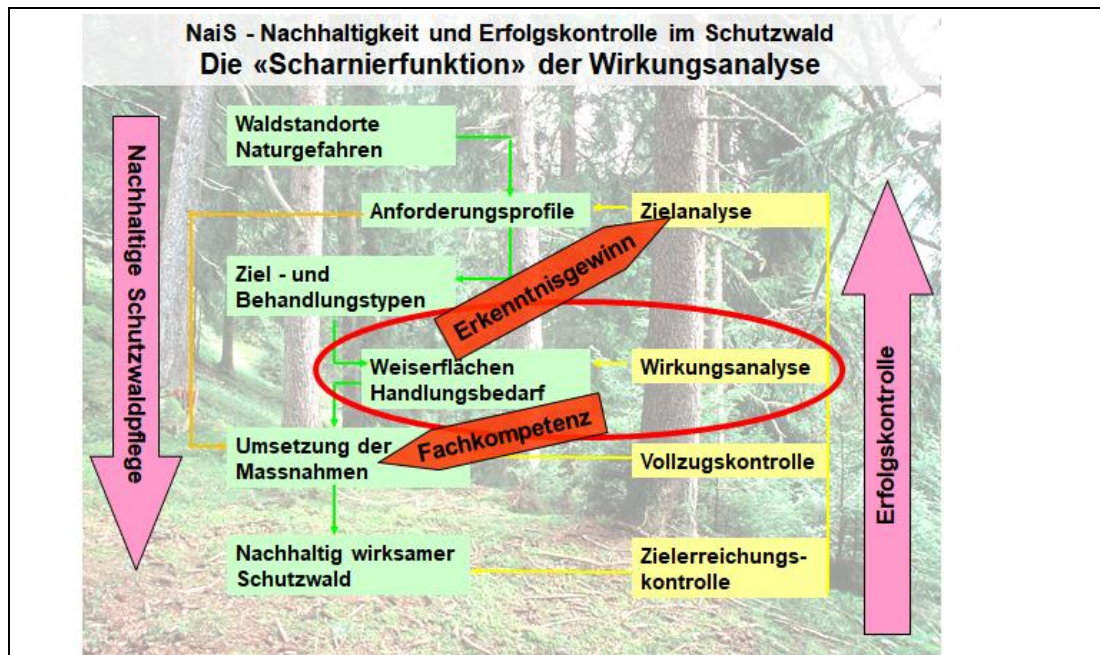 NaiS - Nachhaltigkeit und Erfolgskontrolle im Schutzwald
Die «Scharnierfunktion» der Wirkungsanalyse
Nachhaltige Schutzwaldpflege
Waldstandorte
Naturgefahren
Anforderungsprofile
Zielanalyse
Erkenntnisgewinn
Ziel - und
Behandlungstypen
Weiserflächen
Handlungsbedarf
Wirkungsanalyse
Fachkompetenz
Umsetzung der
Massnahmen
Vollzugskontrolle
Nachhaltig wirksamer
Schutzwald
Zielerreichungs-
kontrolle
Erfolgskontrolle